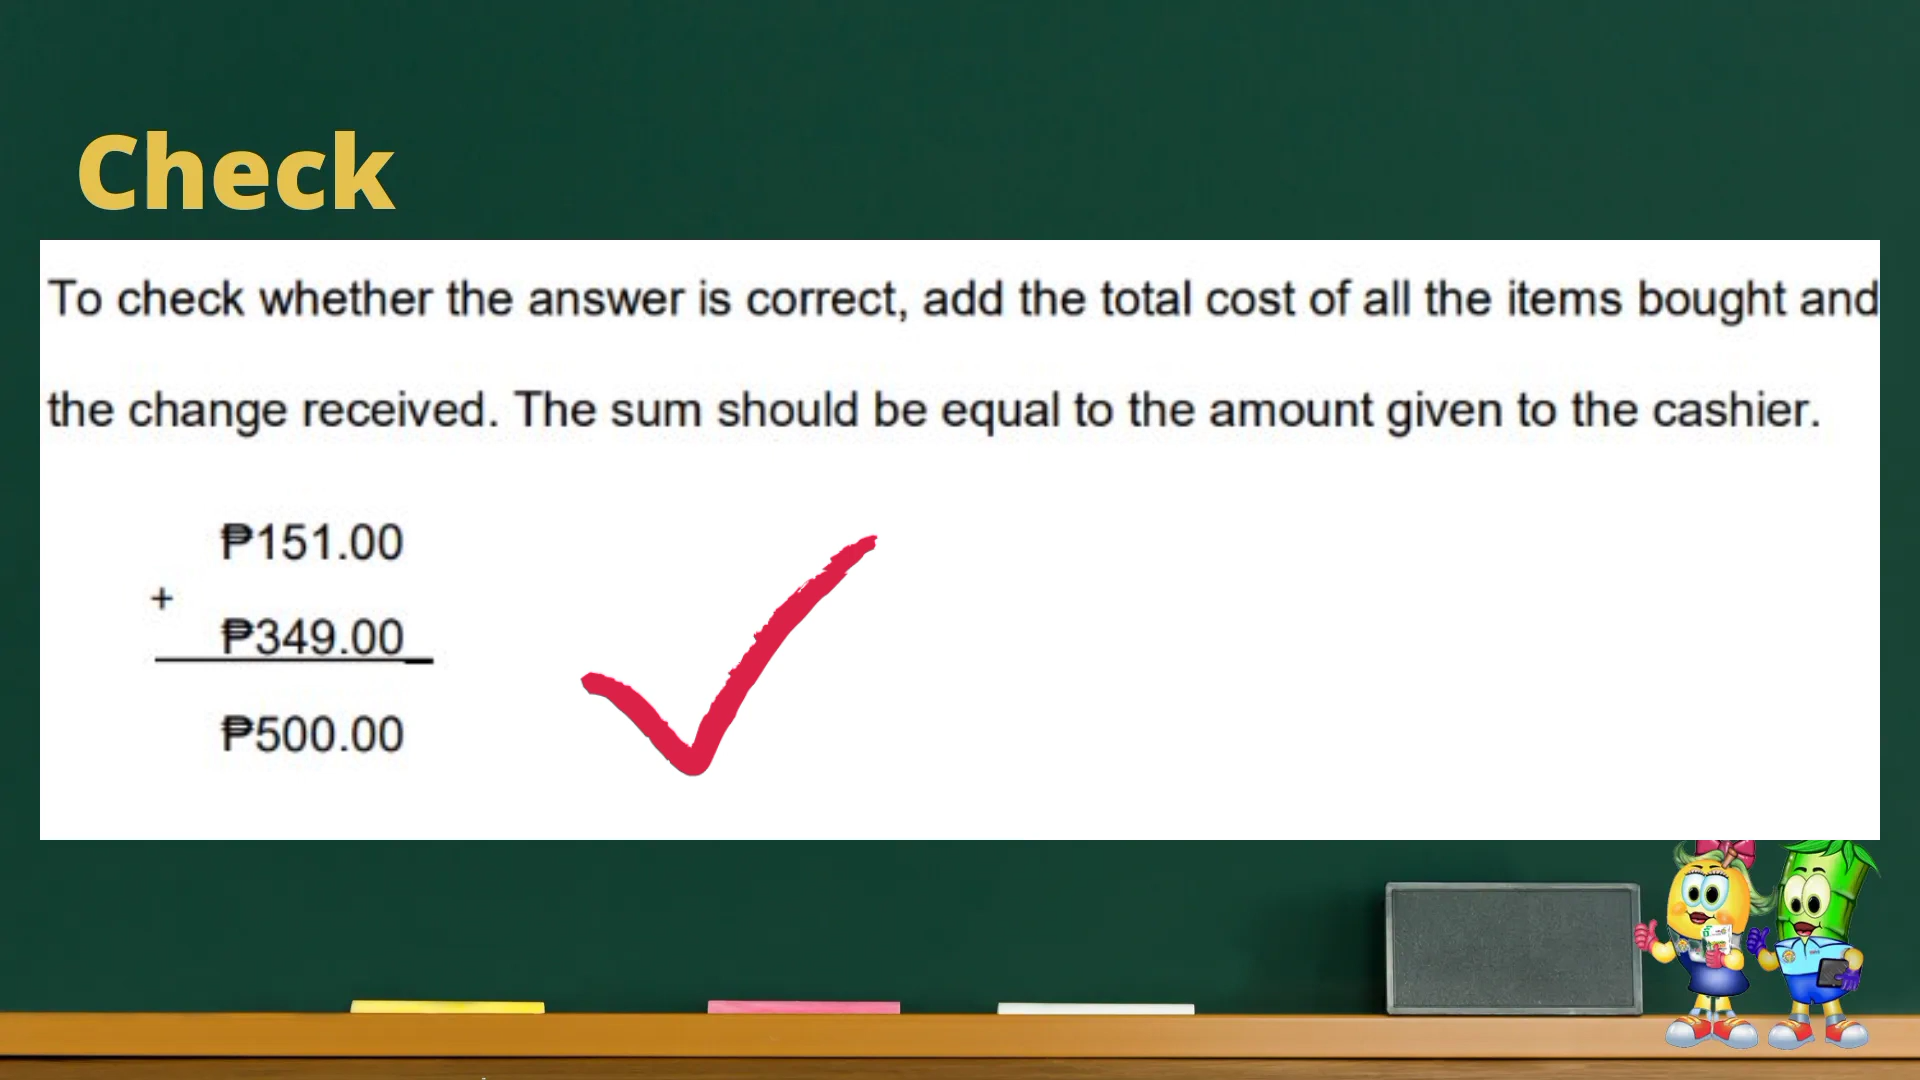 Check
To check whether the answer is correct, add the total cost of all the items bought and
the change received. The sum should be equal to the amount given to the cashier.
₱151.00
+
₱349.00_
₱500.00